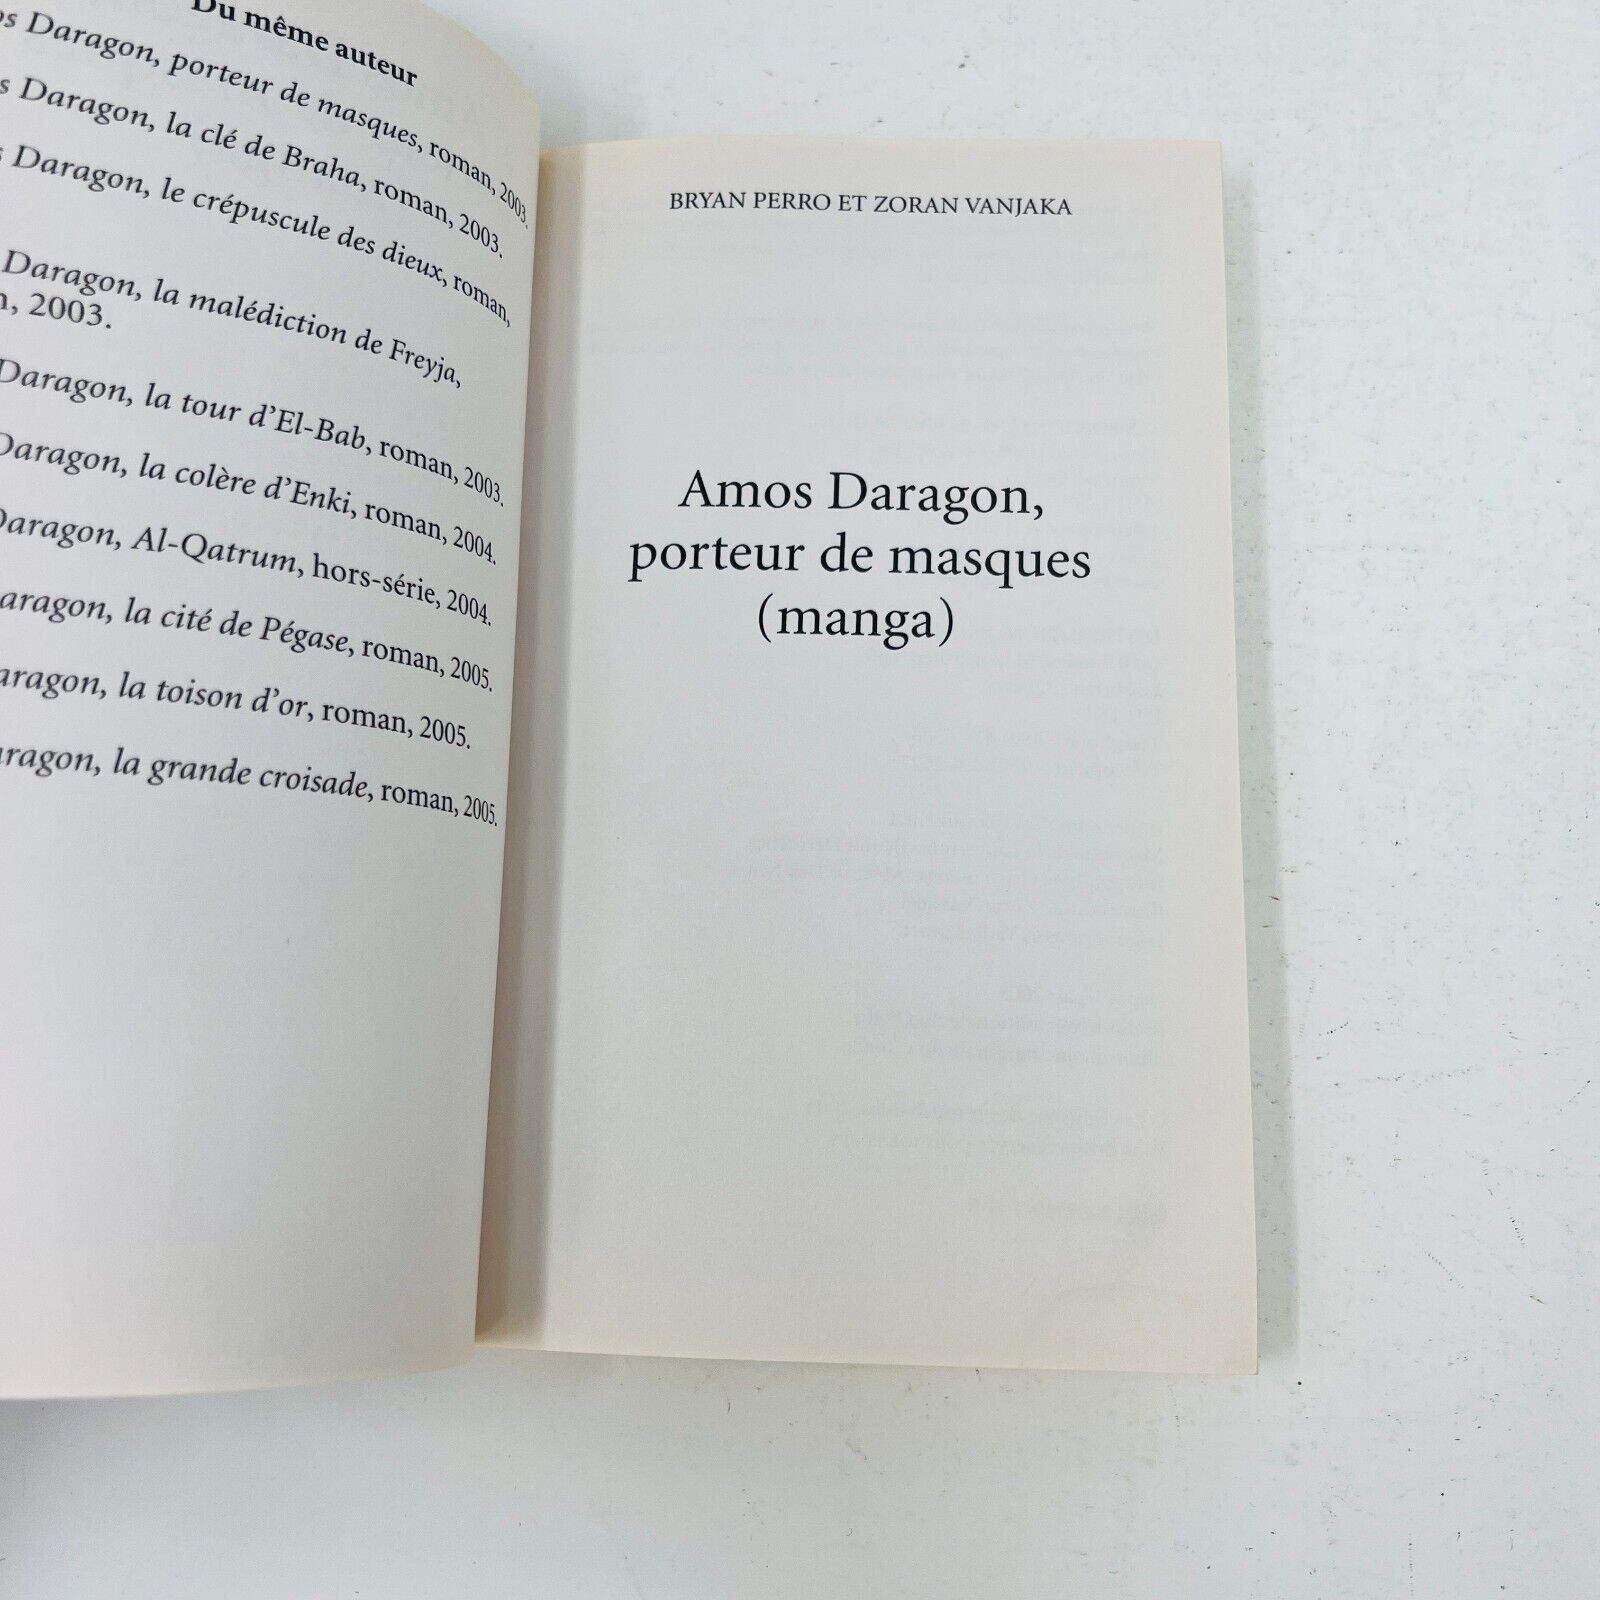 Du même auteur
Daragon, porteur de masques, roman, 2003.
Daragon, la clé de Braha, roman, 2003.
Daragon, le crépuscule des dieux, roman,
Daragon, la malédiction de Freyja,
2003.
Daragon, la tour d'El-Bab, roman, 2003.
Daragon, la colère d'Enki, roman, 2004.
Daragon, Al-Qatrum, hors-série, 2004.
aragon, la cité de Pégase, roman, 2005.
aragon, la toison d'or, roman, 2005.
ragon, la grande croisade, roman, 2005.
BRYAN PERRO ET ZORAN VANJAKA
Amos Daragon,
porteur de masques
(manga)